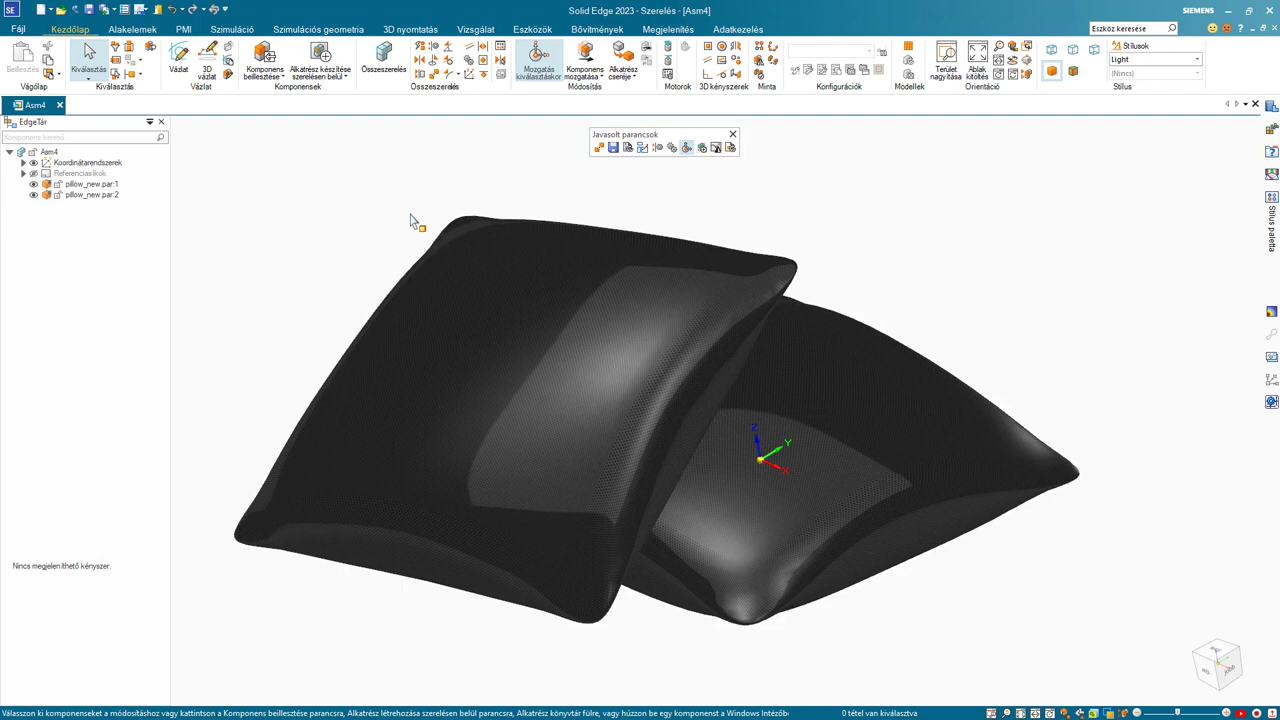 SE
Solid Edge 2023 - Szerelés - [Asm4]
SIEMENS
Fájl
Kezdőlap
Alakelemek
PMI
Szimuláció
Szimulációs geometria
3D nyomtatás
Vizsgálat
Eszközök
Bővítmények
Megjelenítés
Adatkezelés
Eszköz keresése
Beillesztés
Vágólap
Kiválasztás
Kiválasztás
Vázlat
3D vázlat
Vázlat
Komponens beillesztése
Alkatrész készítése szerelésen belül
Komponensek
Összeszerelés
Összeszerelés
Mozgatás kiválasztáskor
Komponens mozgatása
Alkatrész cseréje
Módosítás
Motorok
3D kényszerek
Minta
Konfigurációk
Modellek
Terület nagyítása
Ablak kitöltés
Orientáció
Stílusok
Light
(Nincs)
Stílus
Asm4
EdgeTár
Komponens kereső
Asm4
Koordinátarendszerek
Referenciasíkok
pillow_new.par:1
pillow_new.par:2
Nincs megjeleníthető kényszer.
Javasolt parancsok
Z
Y
X
Stílus paletta
Válasszon ki komponenseket a módosításhoz vagy kattintson a Komponens beillesztése parancsra, Alkatrész létrehozása szerelésen belül parancsra, Alkatrész könyvtár fülre, vagy húzzon be egy komponenst a Windows Intézőbe
0 tétel van kiválasztva